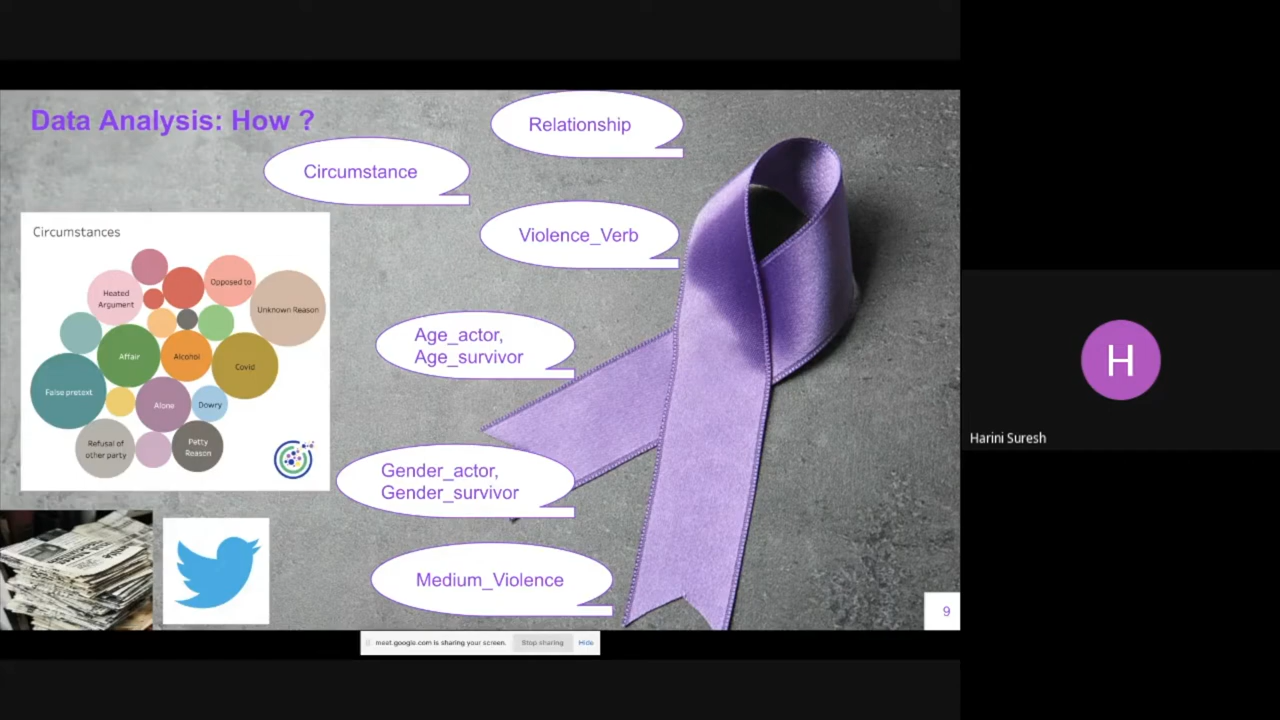 Data Analysis: How ?
Relationship
Circumstance
Violence_Verb
Circumstances
Opposed to
Heated
Argument
Unknown Reason
Affair
Alcohol
Covid
False pretext
Alone
Dowry
Refusal of
other party
Petty
Reason
Age_actor,
Age_survivor
Gender_actor,
Gender_survivor
Medium_Violence
9
meet.google.com is sharing your screen.
Stop sharing
Hide
H
Harini Suresh